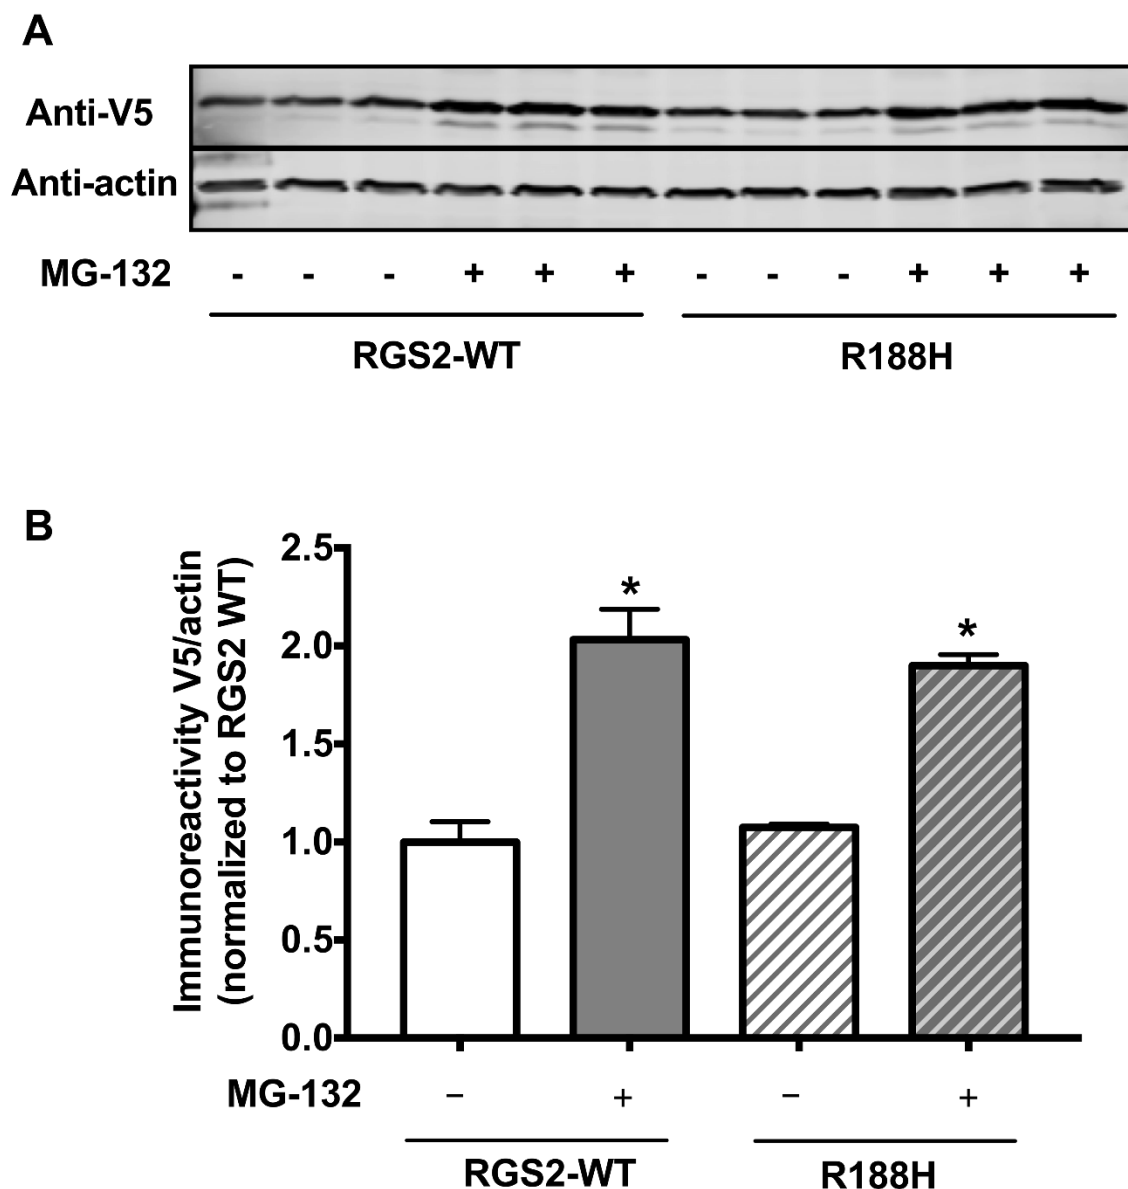 A
Anti-V5
Anti-actin
MG-132 - - - + + + - - - + + +
RGS2-WT R188H
B
Immunoreactivity V5/actin
(normalized to RGS2 WT)
2.5
2.0
1.5
1.0
0.5
0.0
* *
MG-132 − + − +
RGS2-WT R188H